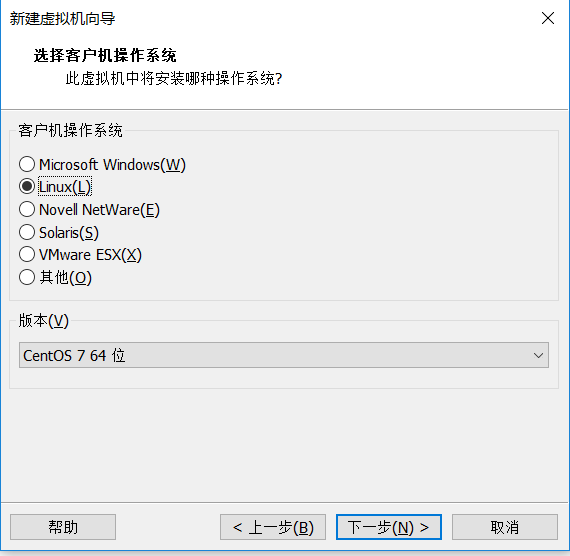 新建虚拟机向导
选择客户机操作系统
此虚拟机中将安装哪种操作系统?
客户机操作系统
Microsoft Windows(W)
Linux(L)
Novell NetWare(E)
Solaris(S)
VMware ESX(X)
其他(O)
版本(V)
CentOS 7 64 位
帮助
< 上一步(B)
下一步(N) >
取消